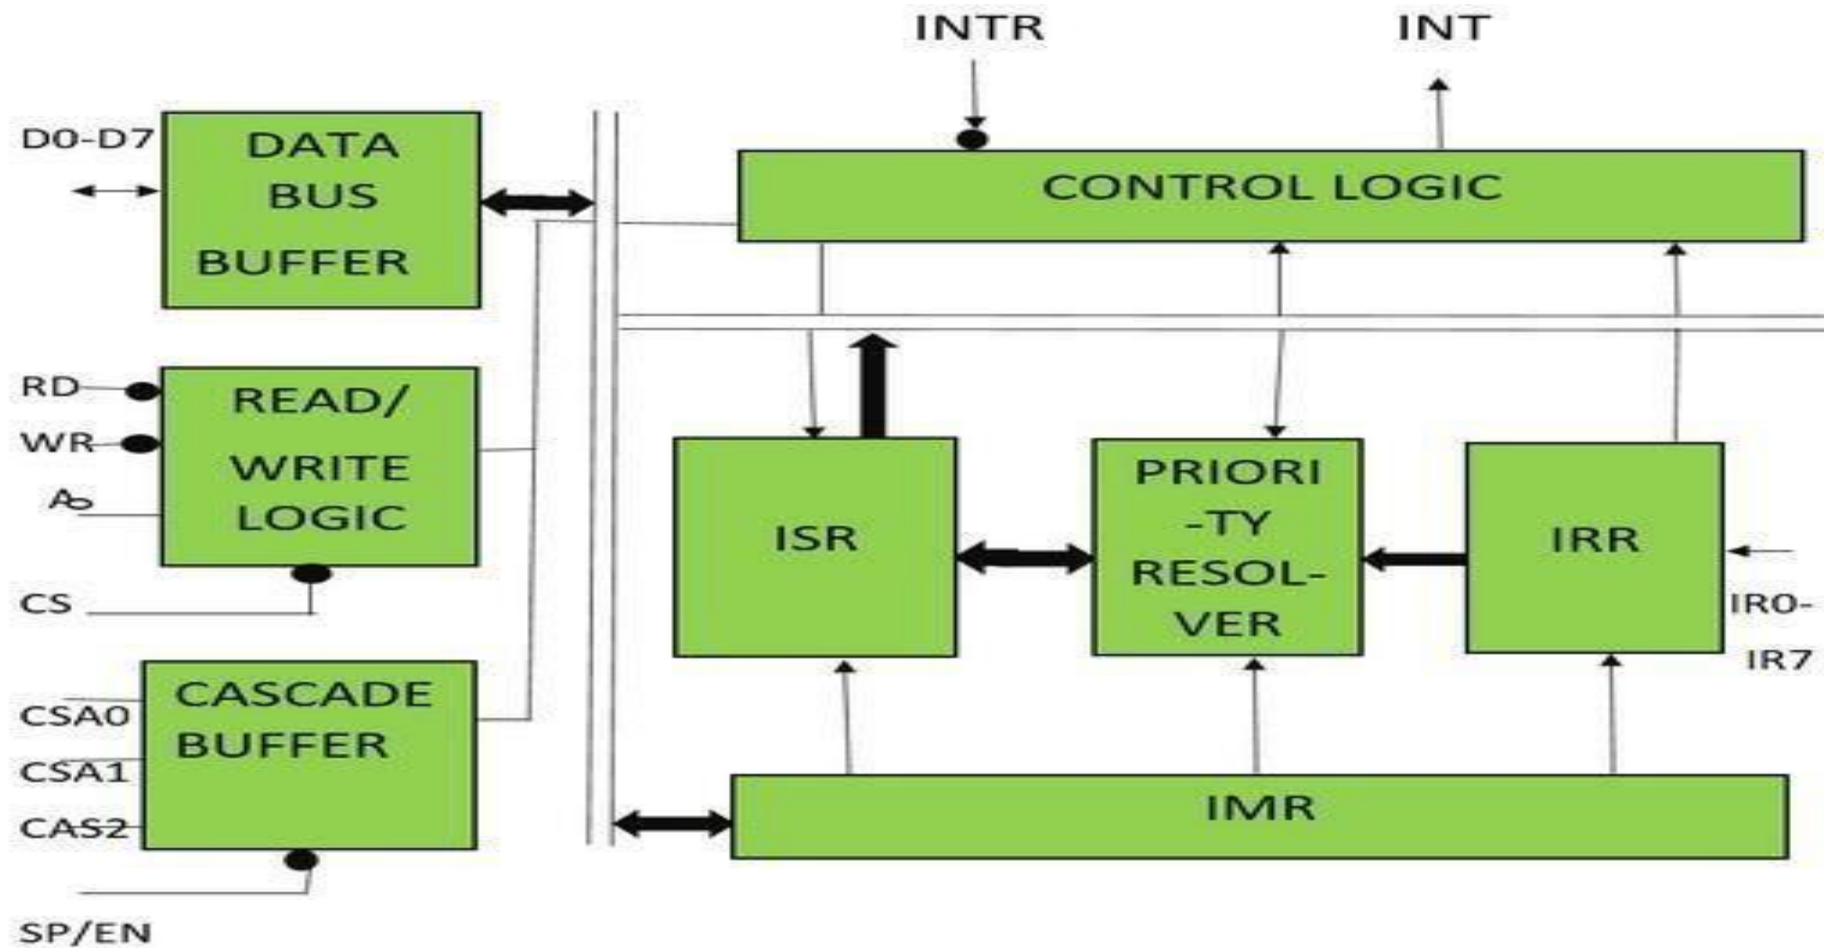 INTR
INT
D0-D7
DATA
BUS
BUFFER
CONTROL LOGIC
RD
WR
A0
READ/
WRITE
LOGIC
CS
ISR
PRIORI
-TY
RESOL-
VER
IRR
IR0-
IR7
CASCADE
BUFFER
CSA0
CSA1
CAS2
IMR
SP/EN